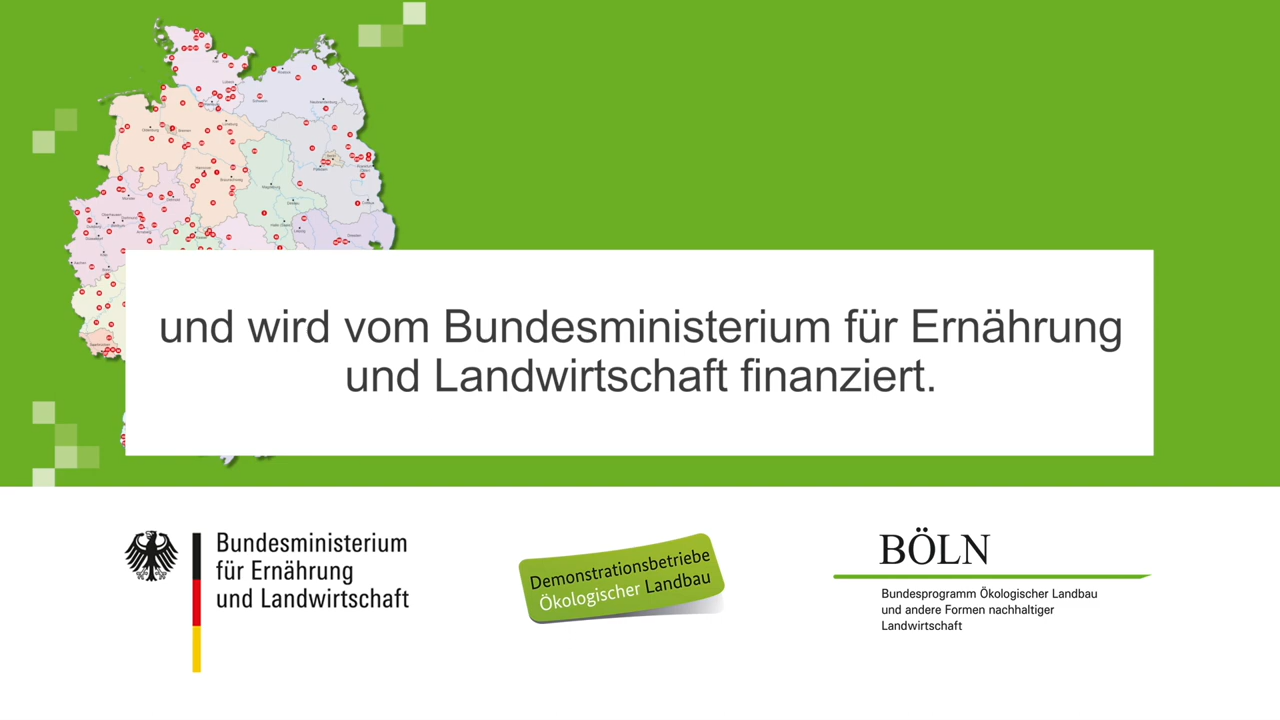 und wird vom Bundesministerium für Ernährung
und Landwirtschaft finanziert.
Bundesministerium
für Ernährung
und Landwirtschaft
Demonstrationsbetriebe
Ökologischer Landbau
BÖLN
Bundesprogramm Ökologischer Landbau
und andere Formen nachhaltiger
Landwirtschaft